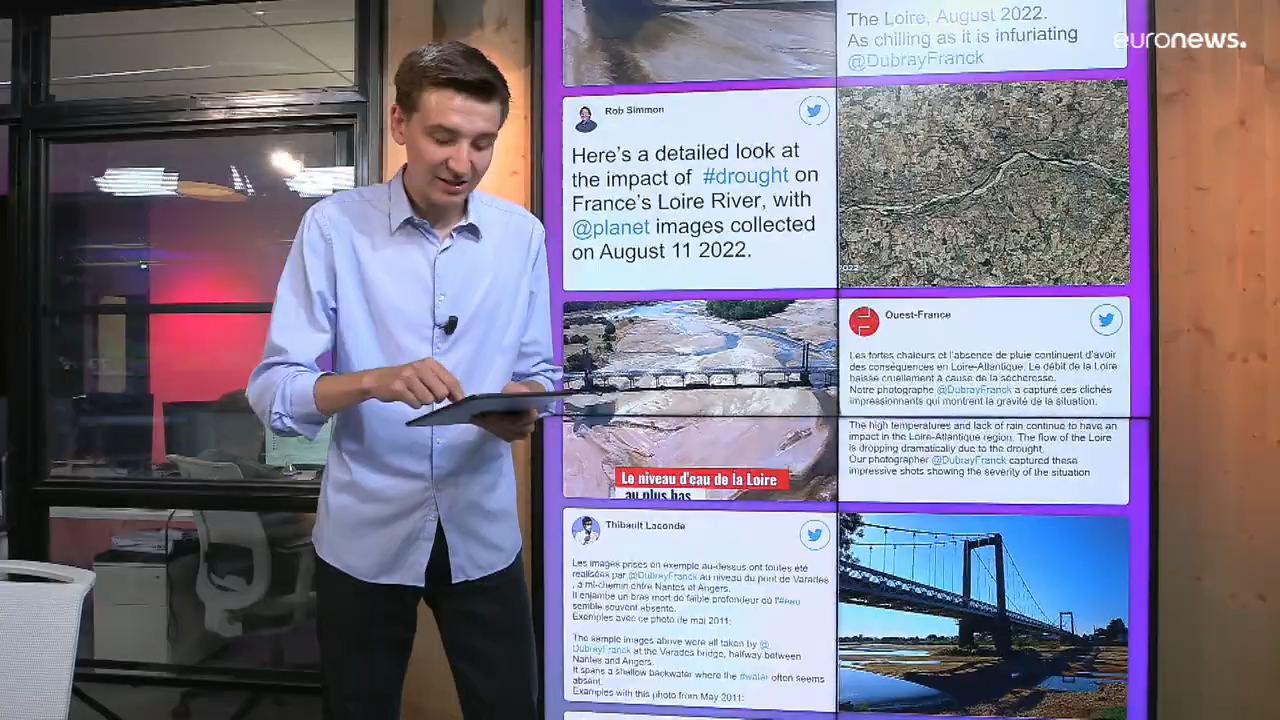 The Loire, August 2022.
As chilling as it is infuriating
@DubrayFranck
euronews.
Rob Simmon
Here's a detailed look at
the impact of #drought on
France's Loire River, with
@planet images collected
on August 11 2022.
2022
Ouest-France
Les fortes chaleurs et l'absence de pluie continuent d'avoir
des conséquences en Loire-Atlantique. Le débit de la Loire
baisse cruellement à cause de la sécheresse.
Notre photographe @DubrayFranck a capturé ces clichés
impressionnants qui montrent la gravité de la situation.
The high temperatures and lack of rain continue to have an
impact in the Loire-Atlantique region. The flow of the Loire
is dropping dramatically due to the drought.
Our photographer @DubrayFranck captured these
impressive shots showing the severity of the situation
Le niveau d'eau de la Loire
au plus bas
Thibault Laconde
Les images prises en exemple au-dessus ont toutes été
realisées par @DubrayFranck au niveau du pont de Varades
, a mi-chemin entre Nantes et Angers.
Il enjambe un bras mort de faible profondeur où l'#eau
semble souvent absente.
Exemples avec ce photo de mai 2011:
The sample images above were all taken by @
DubrayFranck at the Varades bridge, halfway between
Nantes and Angers.
It spans a shallow backwater where the #water often seems
absent.
Examples with this photo from May 2011: